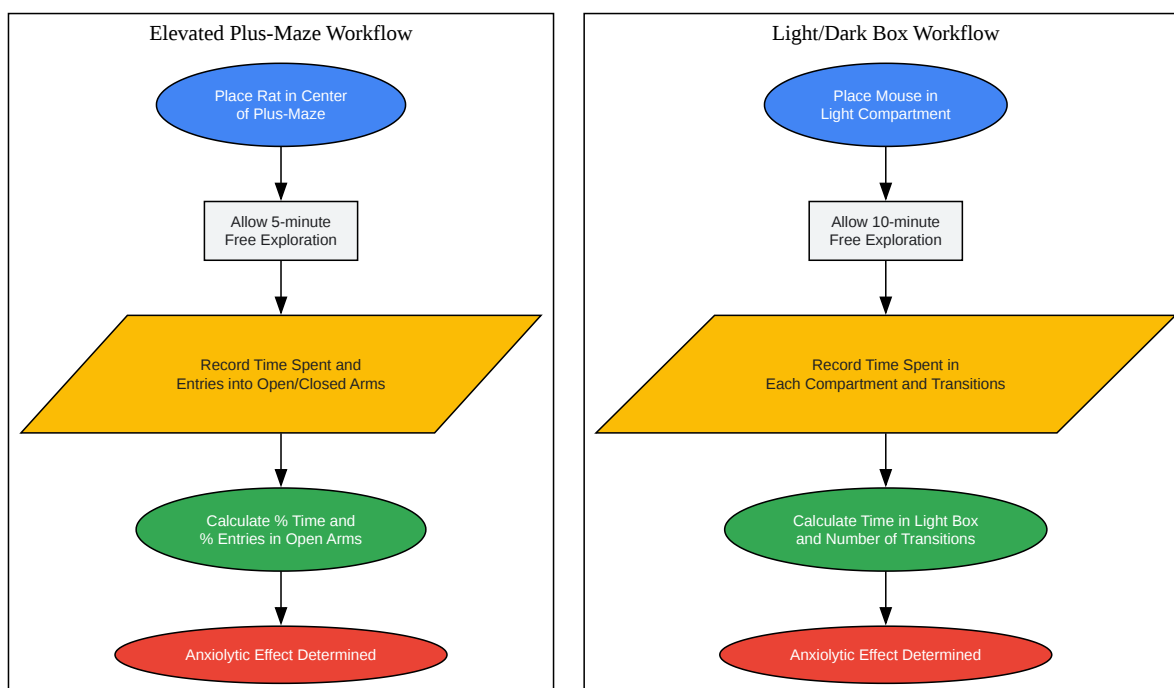 Elevated Plus-Maze Workflow
Place Rat in Center
of Plus-Maze
Allow 5-minute
Free Exploration
Record Time Spent and
Entries into Open/Closed Arms
Calculate % Time and
% Entries in Open Arms
Anxiolytic Effect Determined
Light/Dark Box Workflow
Place Mouse in
Light Compartment
Allow 10-minute
Free Exploration
Record Time Spent in
Each Compartment and Transitions
Calculate Time in Light Box
and Number of Transitions
Anxiolytic Effect Determined